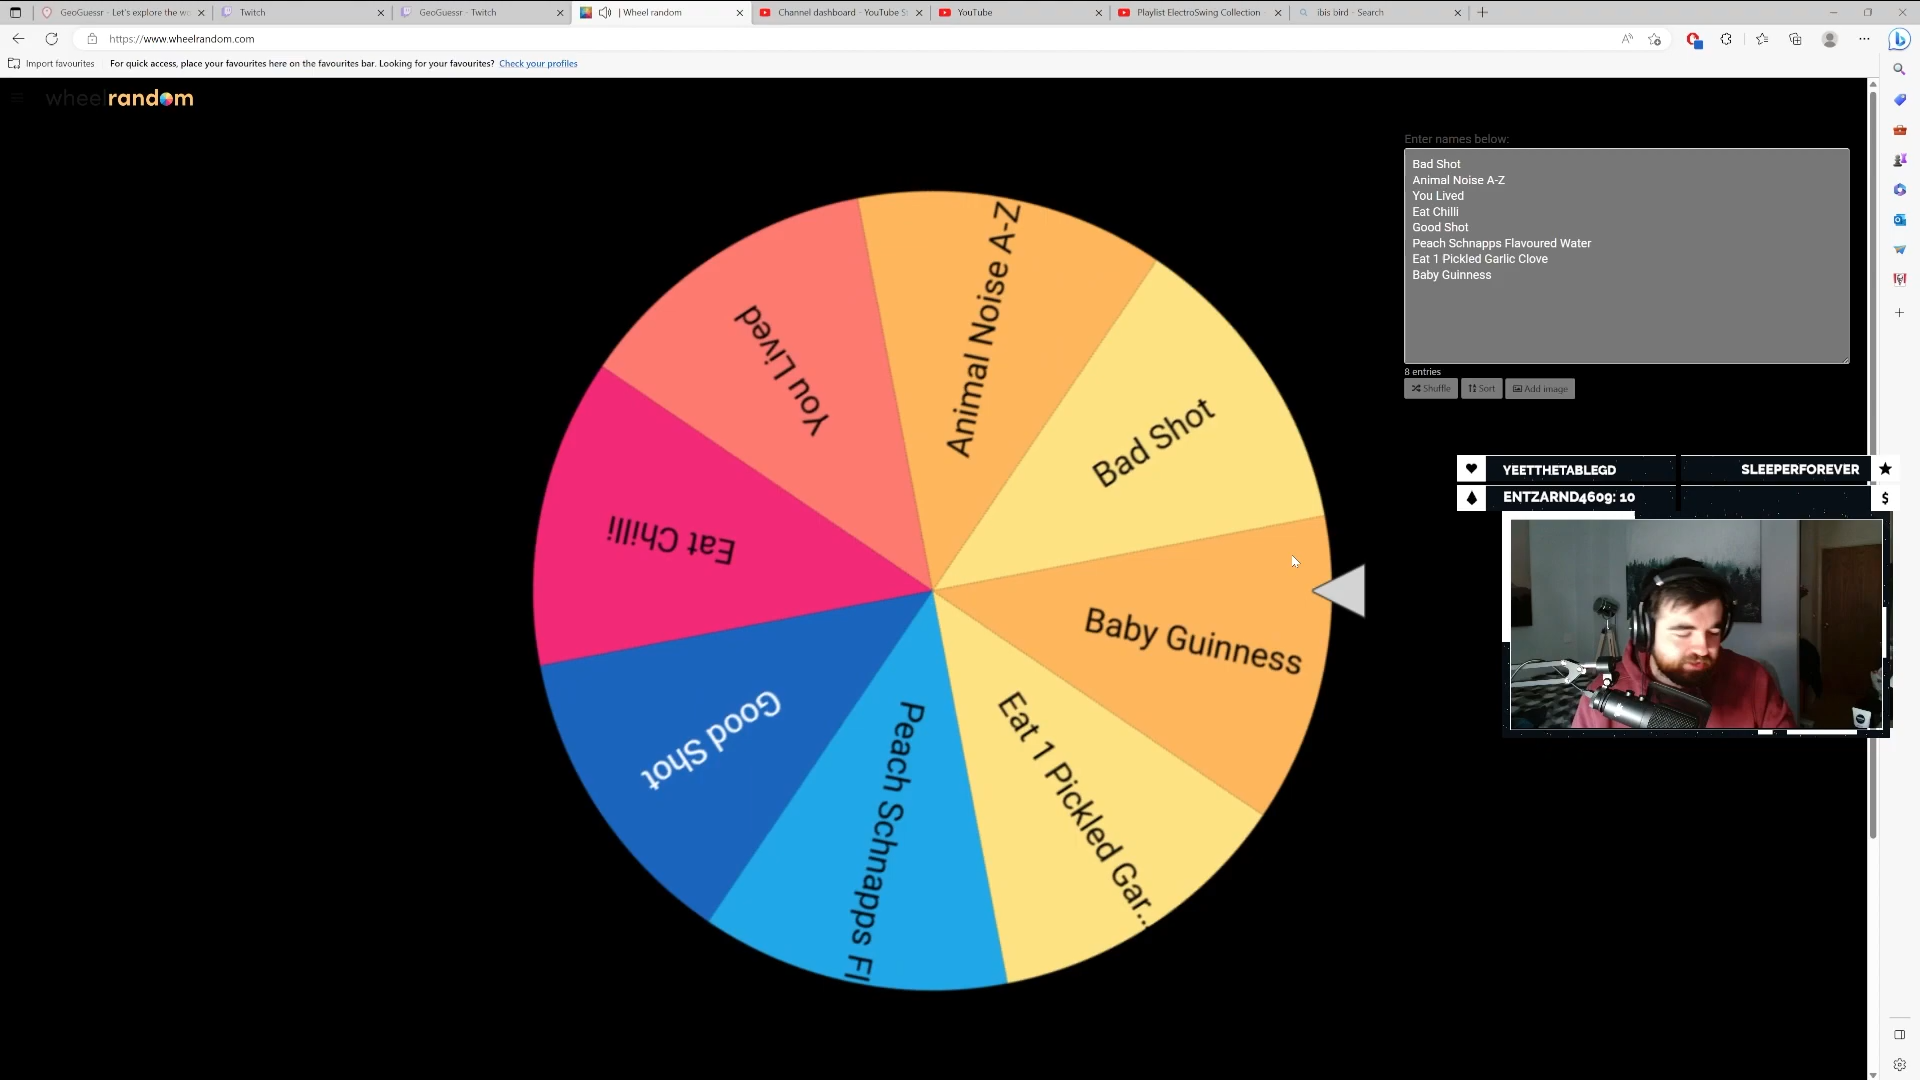 GeoGuessr - Let's explore the wo
Twitch
GeoGuessr - Twitch
| Wheel random
Channel dashboard - YouTube S
YouTube
Playlist ElectroSwing Collection
ibis bird - Search
https://www.wheelrandom.com
Import favourites
For quick access, place your favourites here on the favourites bar. Looking for your favourites? Check your profiles
wheelrandom
Enter names below:
Bad Shot
Animal Noise A-Z
You Lived
Eat Chilli
Good Shot
Peach Schnapps Flavoured Water
Eat 1 Pickled Garlic Clove
Baby Guinness
8 entries
Shuffle
Sort
Add image
Animal Noise A-Z
Bad Shot
Baby Guinness
Eat 1 Pickled Gar...
Peach Schnapps Fl
Good Shot
Eat Chilli
You Lived
YEETTHETABLEGD
SLEEPERFOREVER
ENTZARND4609: 10
$